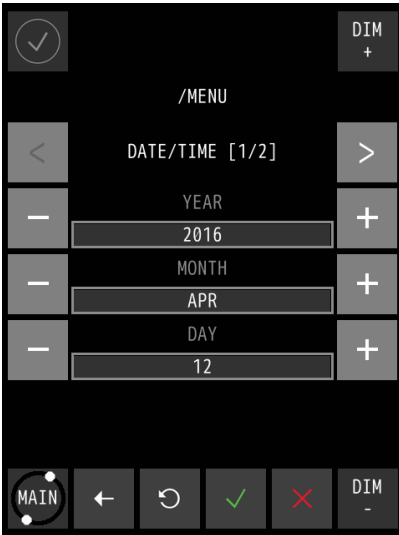 DIM
+
/MENU
< DATE/TIME [1/2] >
YEAR
− 2016 +
MONTH
− APR +
DAY
− 12 +
MAIN
DIM
-